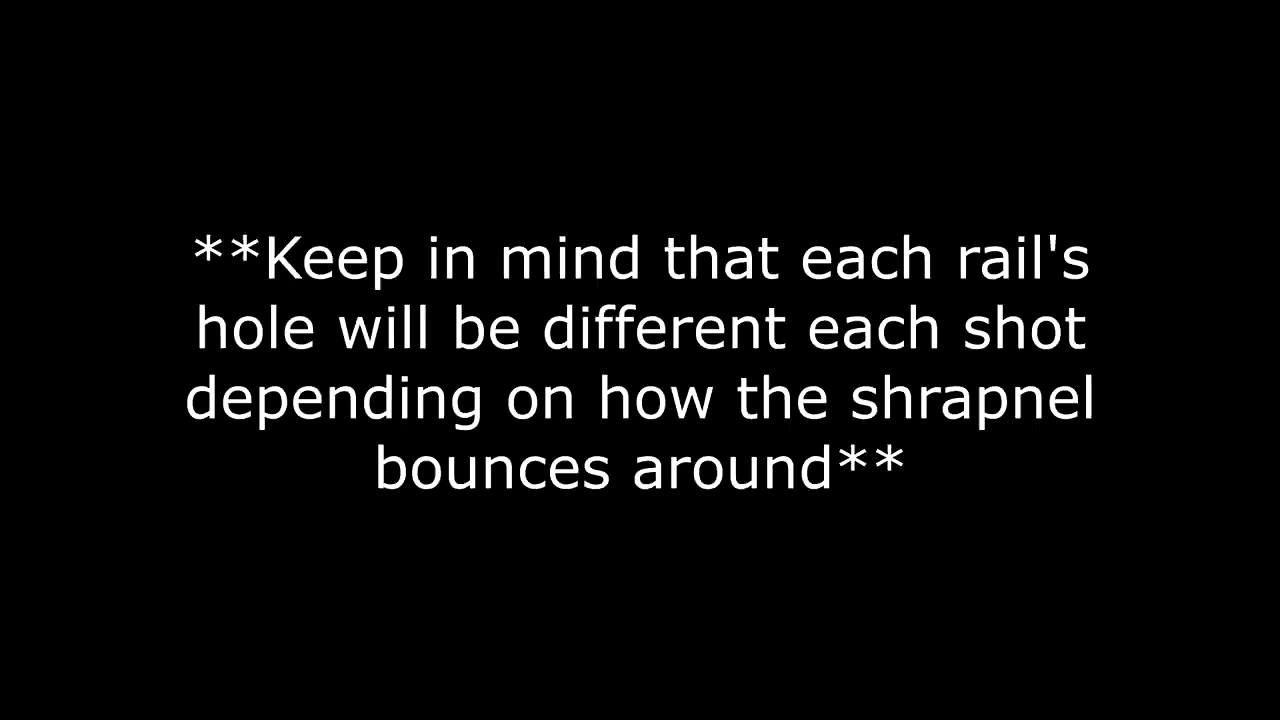 **Keep in mind that each rail's
hole will be different each shot
depending on how the shrapnel
bounces around**